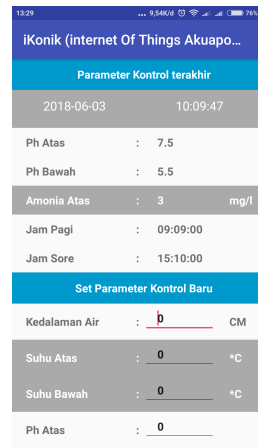 13:29 ... 9,54K/d 76%
iKonik (internet Of Things Akuapo...
Parameter Kontrol terakhir
2018-06-03 10:09:47
Ph Atas : 7.5
Ph Bawah : 5.5
Amonia Atas : 3 mg/l
Jam Pagi : 09:09:00
Jam Sore : 15:10:00
Set Parameter Kontrol Baru
Kedalaman Air : 0 CM
Suhu Atas : 0 *C
Suhu Bawah : 0 *C
Ph Atas : 0